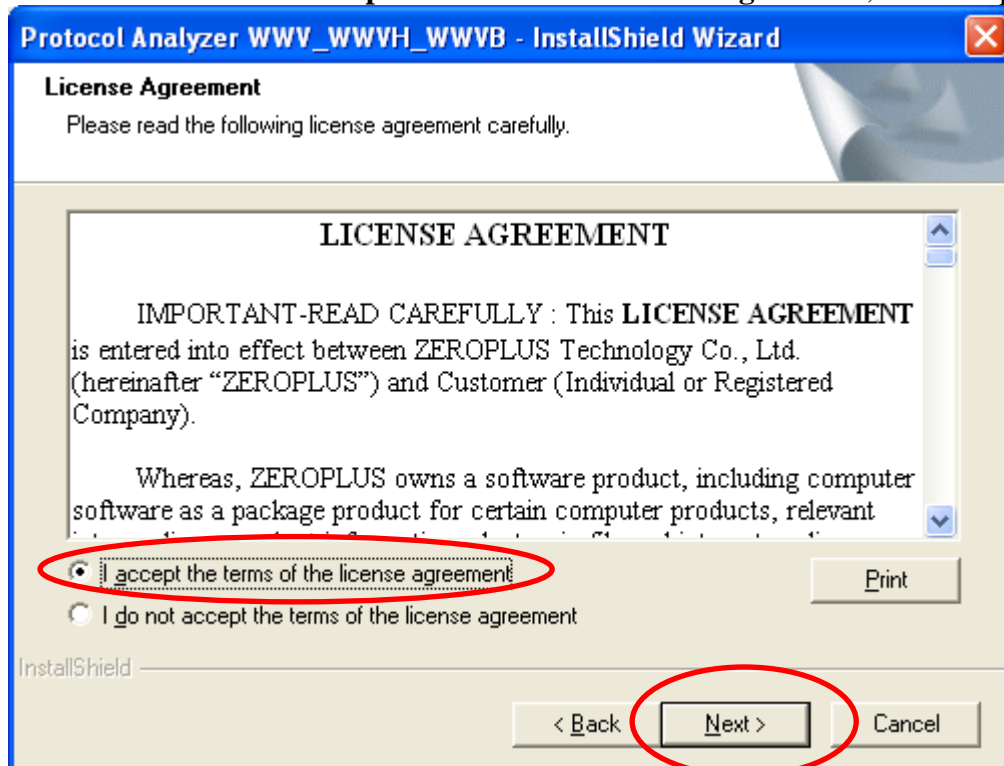 Protocol Analyzer WWV_WWVH_WWVB - InstallShield Wizard
License Agreement
Please read the following license agreement carefully.
LICENSE AGREEMENT
IMPORTANT-READ CAREFULLY : This LICENSE AGREEMENT
is entered into effect between ZEROPLUS Technology Co., Ltd.
(hereinafter “ZEROPLUS”) and Customer (Individual or Registered
Company).
Whereas, ZEROPLUS owns a software product, including computer
software as a package product for certain computer products, relevant
I accept the terms of the license agreement
Print
I do not accept the terms of the license agreement
InstallShield
< Back
Next >
Cancel